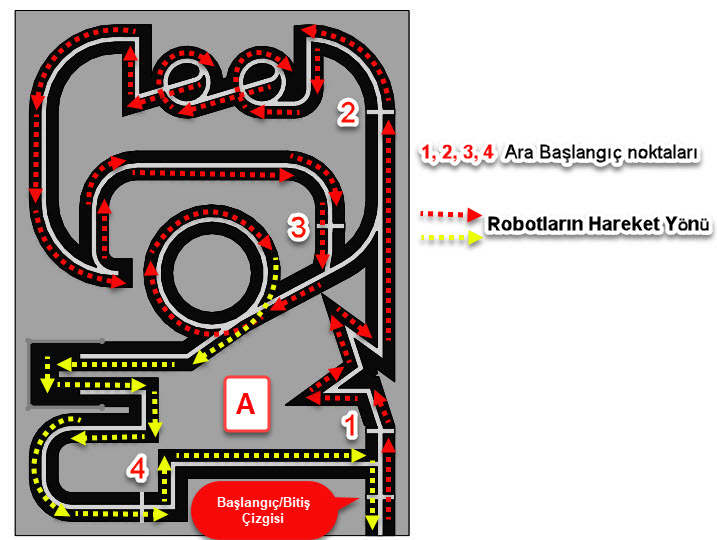 2
1, 2, 3, 4 Ara Başlangıç noktaları
3
Robotların Hareket Yönü
A
1
4
Başlangıç/Bitiş
Çizgisi